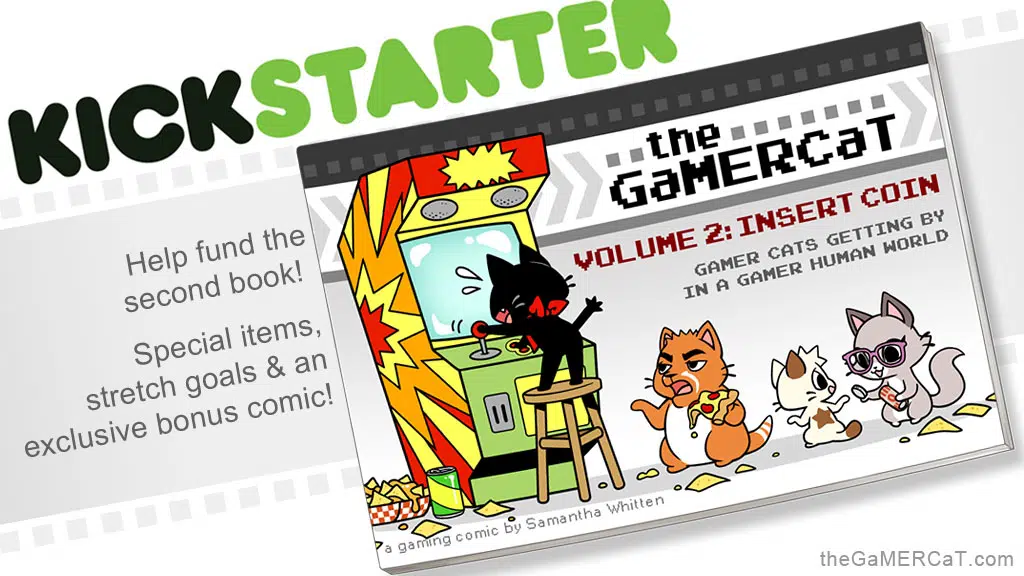 KICKSTARTER
Help fund the
second book!
Special items,
stretch goals & an
exclusive bonus comic!
the
GaMERCaT
VOLUME 2: INSERT COIN
GAMER CATS GETTING BY
IN A GAMER HUMAN WORLD
a gaming comic by Samantha Whitten
theGaMERCaT.com